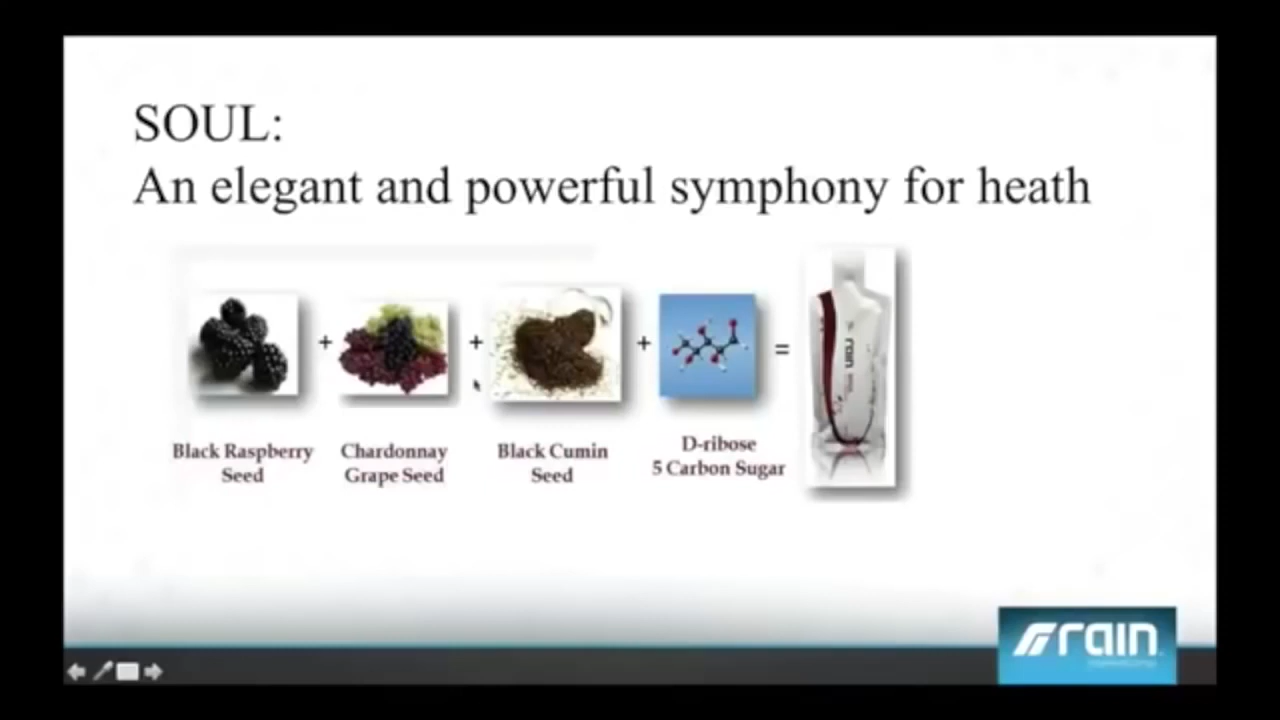 SOUL:
An elegant and powerful symphony for heath
+
+
+
=
rain
Black Raspberry
Seed
Chardonnay
Grape Seed
Black Cumin
Seed
D-ribose
5 Carbon Sugar
rain